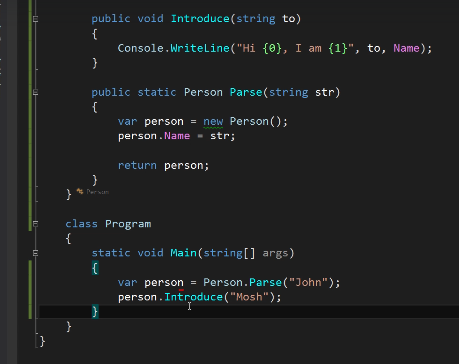 public void Introduce(string to)
{
Console.WriteLine("Hi {0}, I am {1}", to, Name);
}
public static Person Parse(string str)
{
var person = new Person();
person.Name = str;
return person;
}
} Person
class Program
{
static void Main(string[] args)
{
var person = Person.Parse("John");
person.Introduce("Mosh");
}
}
}